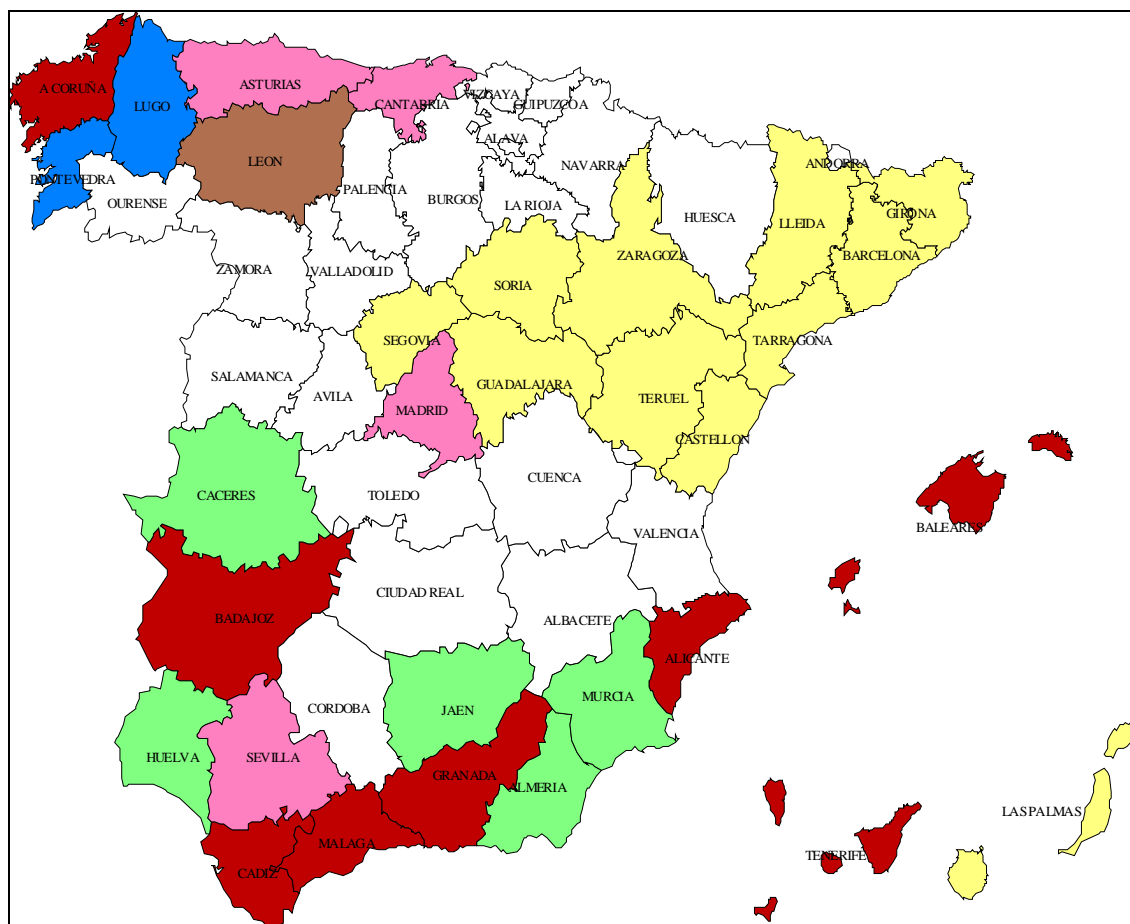 A CORUÑA
LUGO
ASTURIAS
CANTABRIA
VIZCAYA
GUIPUZCOA
ALAVA
NAVARRA
ANDORRA
LEON
PONTEVEDRA
OURENSE
PALENCIA
BURGOS
LA RIOJA
HUESCA
LLEIDA
GIRONA
BARCELONA
ZARAGOZA
ZAMORA
VALLADOLID
SORIA
SEGOVIA
TARRAGONA
SALAMANCA
AVILA
GUADALAJARA
TERUEL
MADRID
CASTELLON
CACERES
TOLEDO
CUENCA
VALENCIA
BALEARES
BADAJOZ
CIUDAD REAL
ALBACETE
ALICANTE
CORDOBA
JAEN
MURCIA
HUELVA
SEVILLA
GRANADA
ALMERIA
LAS PALMAS
MALAGA
TENERIFE
CADIZ